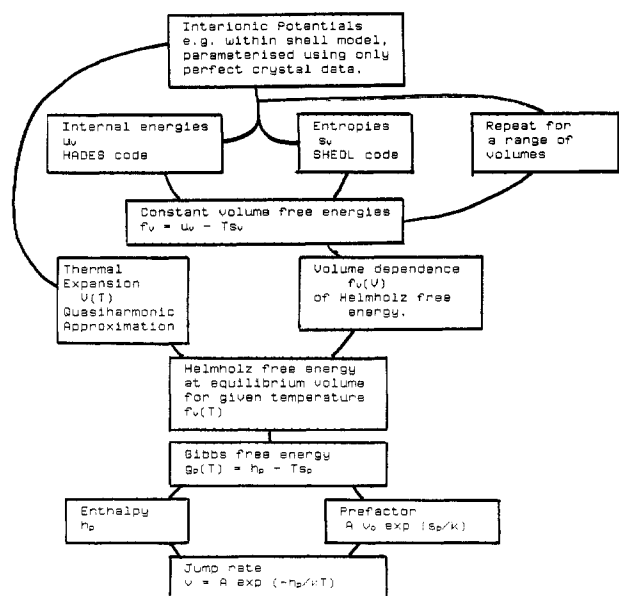 Interionic Potentials
e.g. within shell model,
parameterised using only
perfect crystal data.
Internal energies
uᵥ
HADES code
Entropies
sᵥ
SHEOL code
Repeat for
a range of
volumes
Constant volume free energies
fᵥ = uᵥ - Tsᵥ
Thermal
Expansion
V(T)
Quasiharmonic
Approximation
Volume dependence
fᵥ(V)
of Helmholz free
energy.
Helmholz free energy
at equilibrium volume
for given temperature
fᵥ(T)
Gibbs free energy
gₚ(T) = hₚ - Tsₚ
Enthalpy
hₚ
Prefactor
A ν₀ exp (sₚ/k)
Jump rate
ν = A exp (-hₚ/kT)